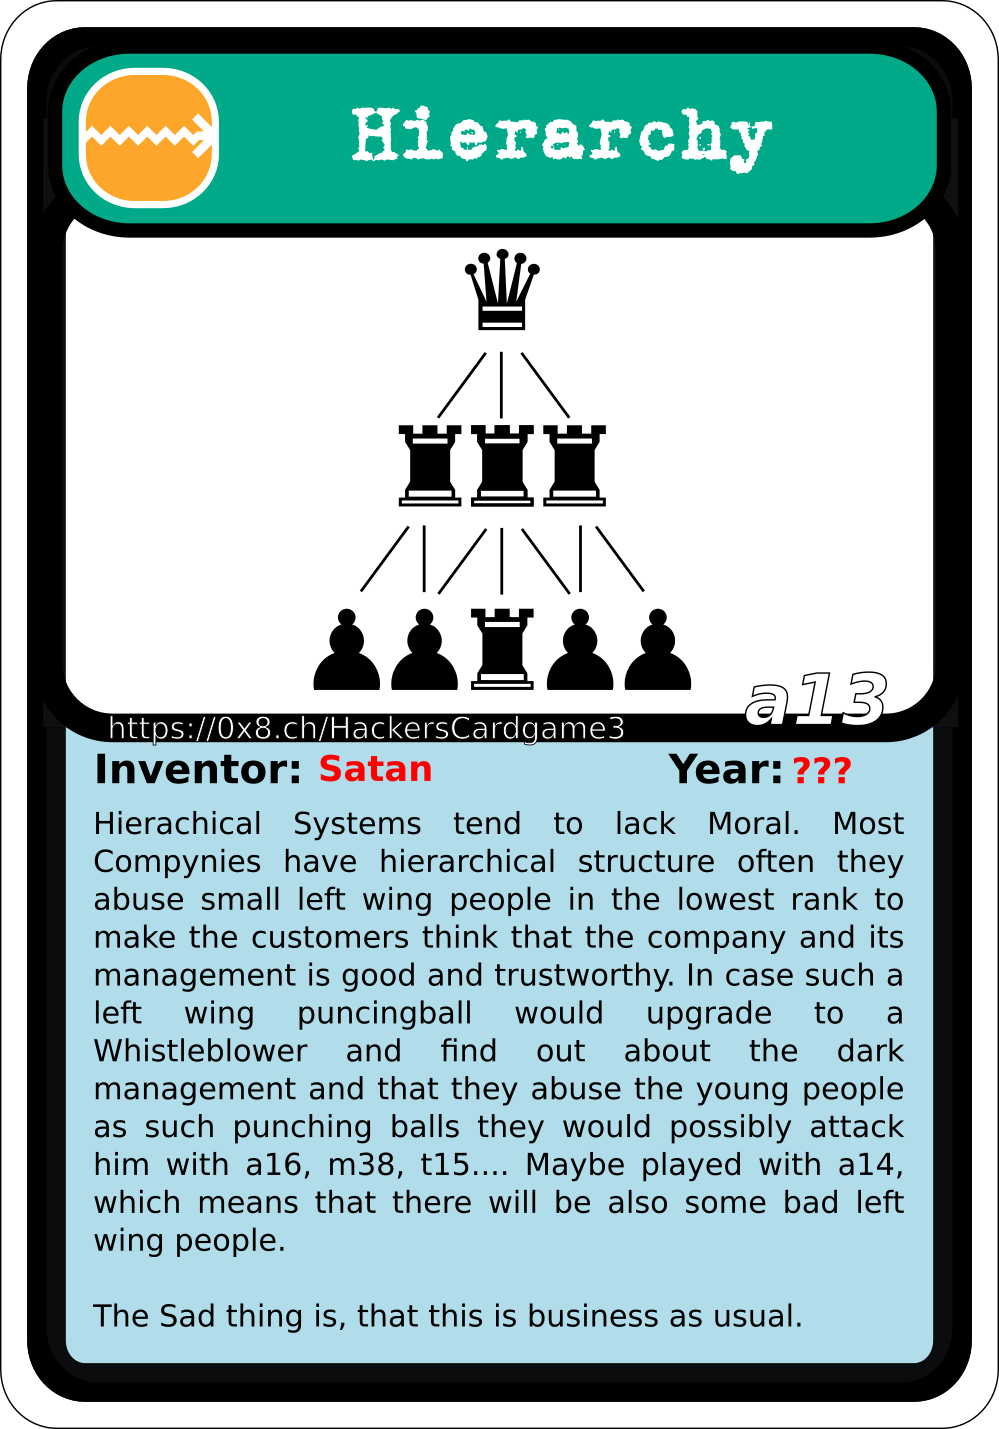 Hierarchy
a13
https://0x8.ch/HackersCardgame3
Inventor: Satan Year: ???
Hierachical Systems tend to lack Moral. Most
Compynies have hierarchical structure often they
abuse small left wing people in the lowest rank to
make the customers think that the company and its
management is good and trustworthy. In case such a
left wing puncingball would upgrade to a
Whistleblower and find out about the dark
management and that they abuse the young people
as such punching balls they would possibly attack
him with a16, m38, t15.... Maybe played with a14,
which means that there will be also some bad left
wing people.
The Sad thing is, that this is business as usual.